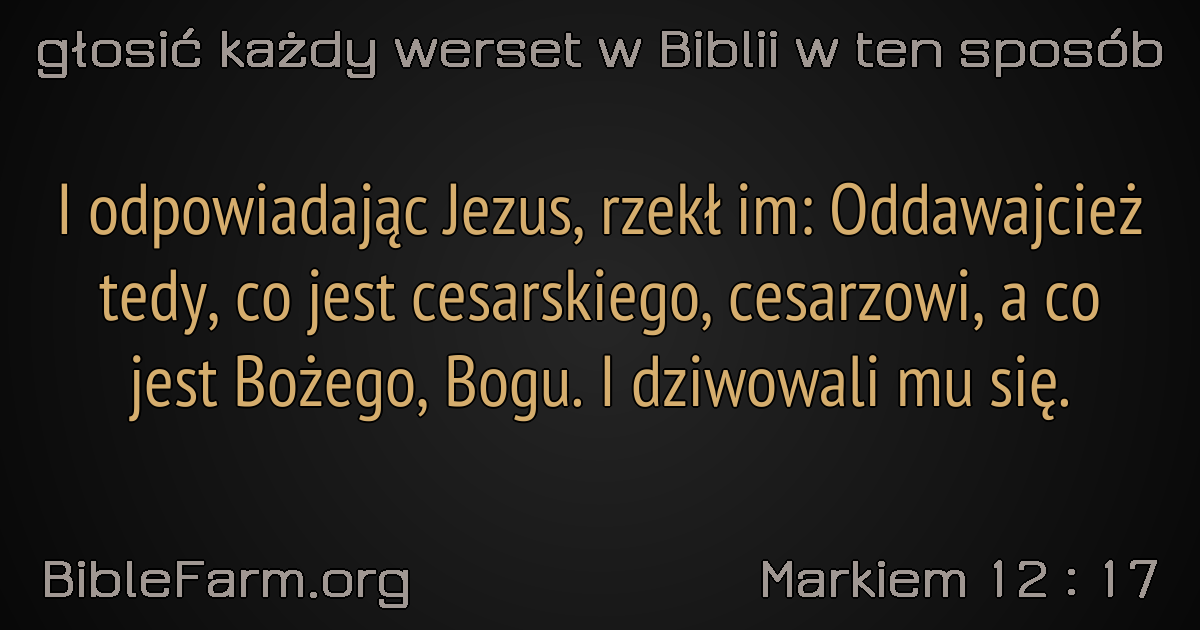 głosić każdy werset w Biblii w ten sposób
I odpowiadając Jezus, rzekł im: Oddawajcież
tedy, co jest cesarskiego, cesarzowi, a co
jest Bożego, Bogu. I dziwowali mu się.
BibleFarm.org
Markiem 12 : 17